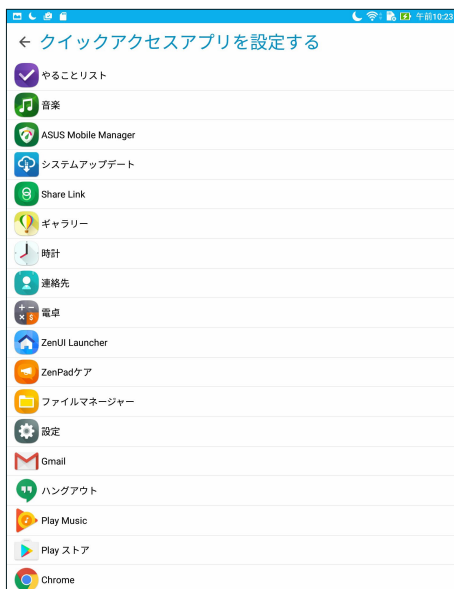 午前10:23
クイックアクセスアプリを設定する
やることリスト
音楽
ASUS Mobile Manager
システムアップデート
Share Link
ギャラリー
時計
連絡先
電卓
ZenUI Launcher
ZenPadケア
ファイルマネージャー
設定
Gmail
ハングアウト
Play Music
Play ストア
Chrome